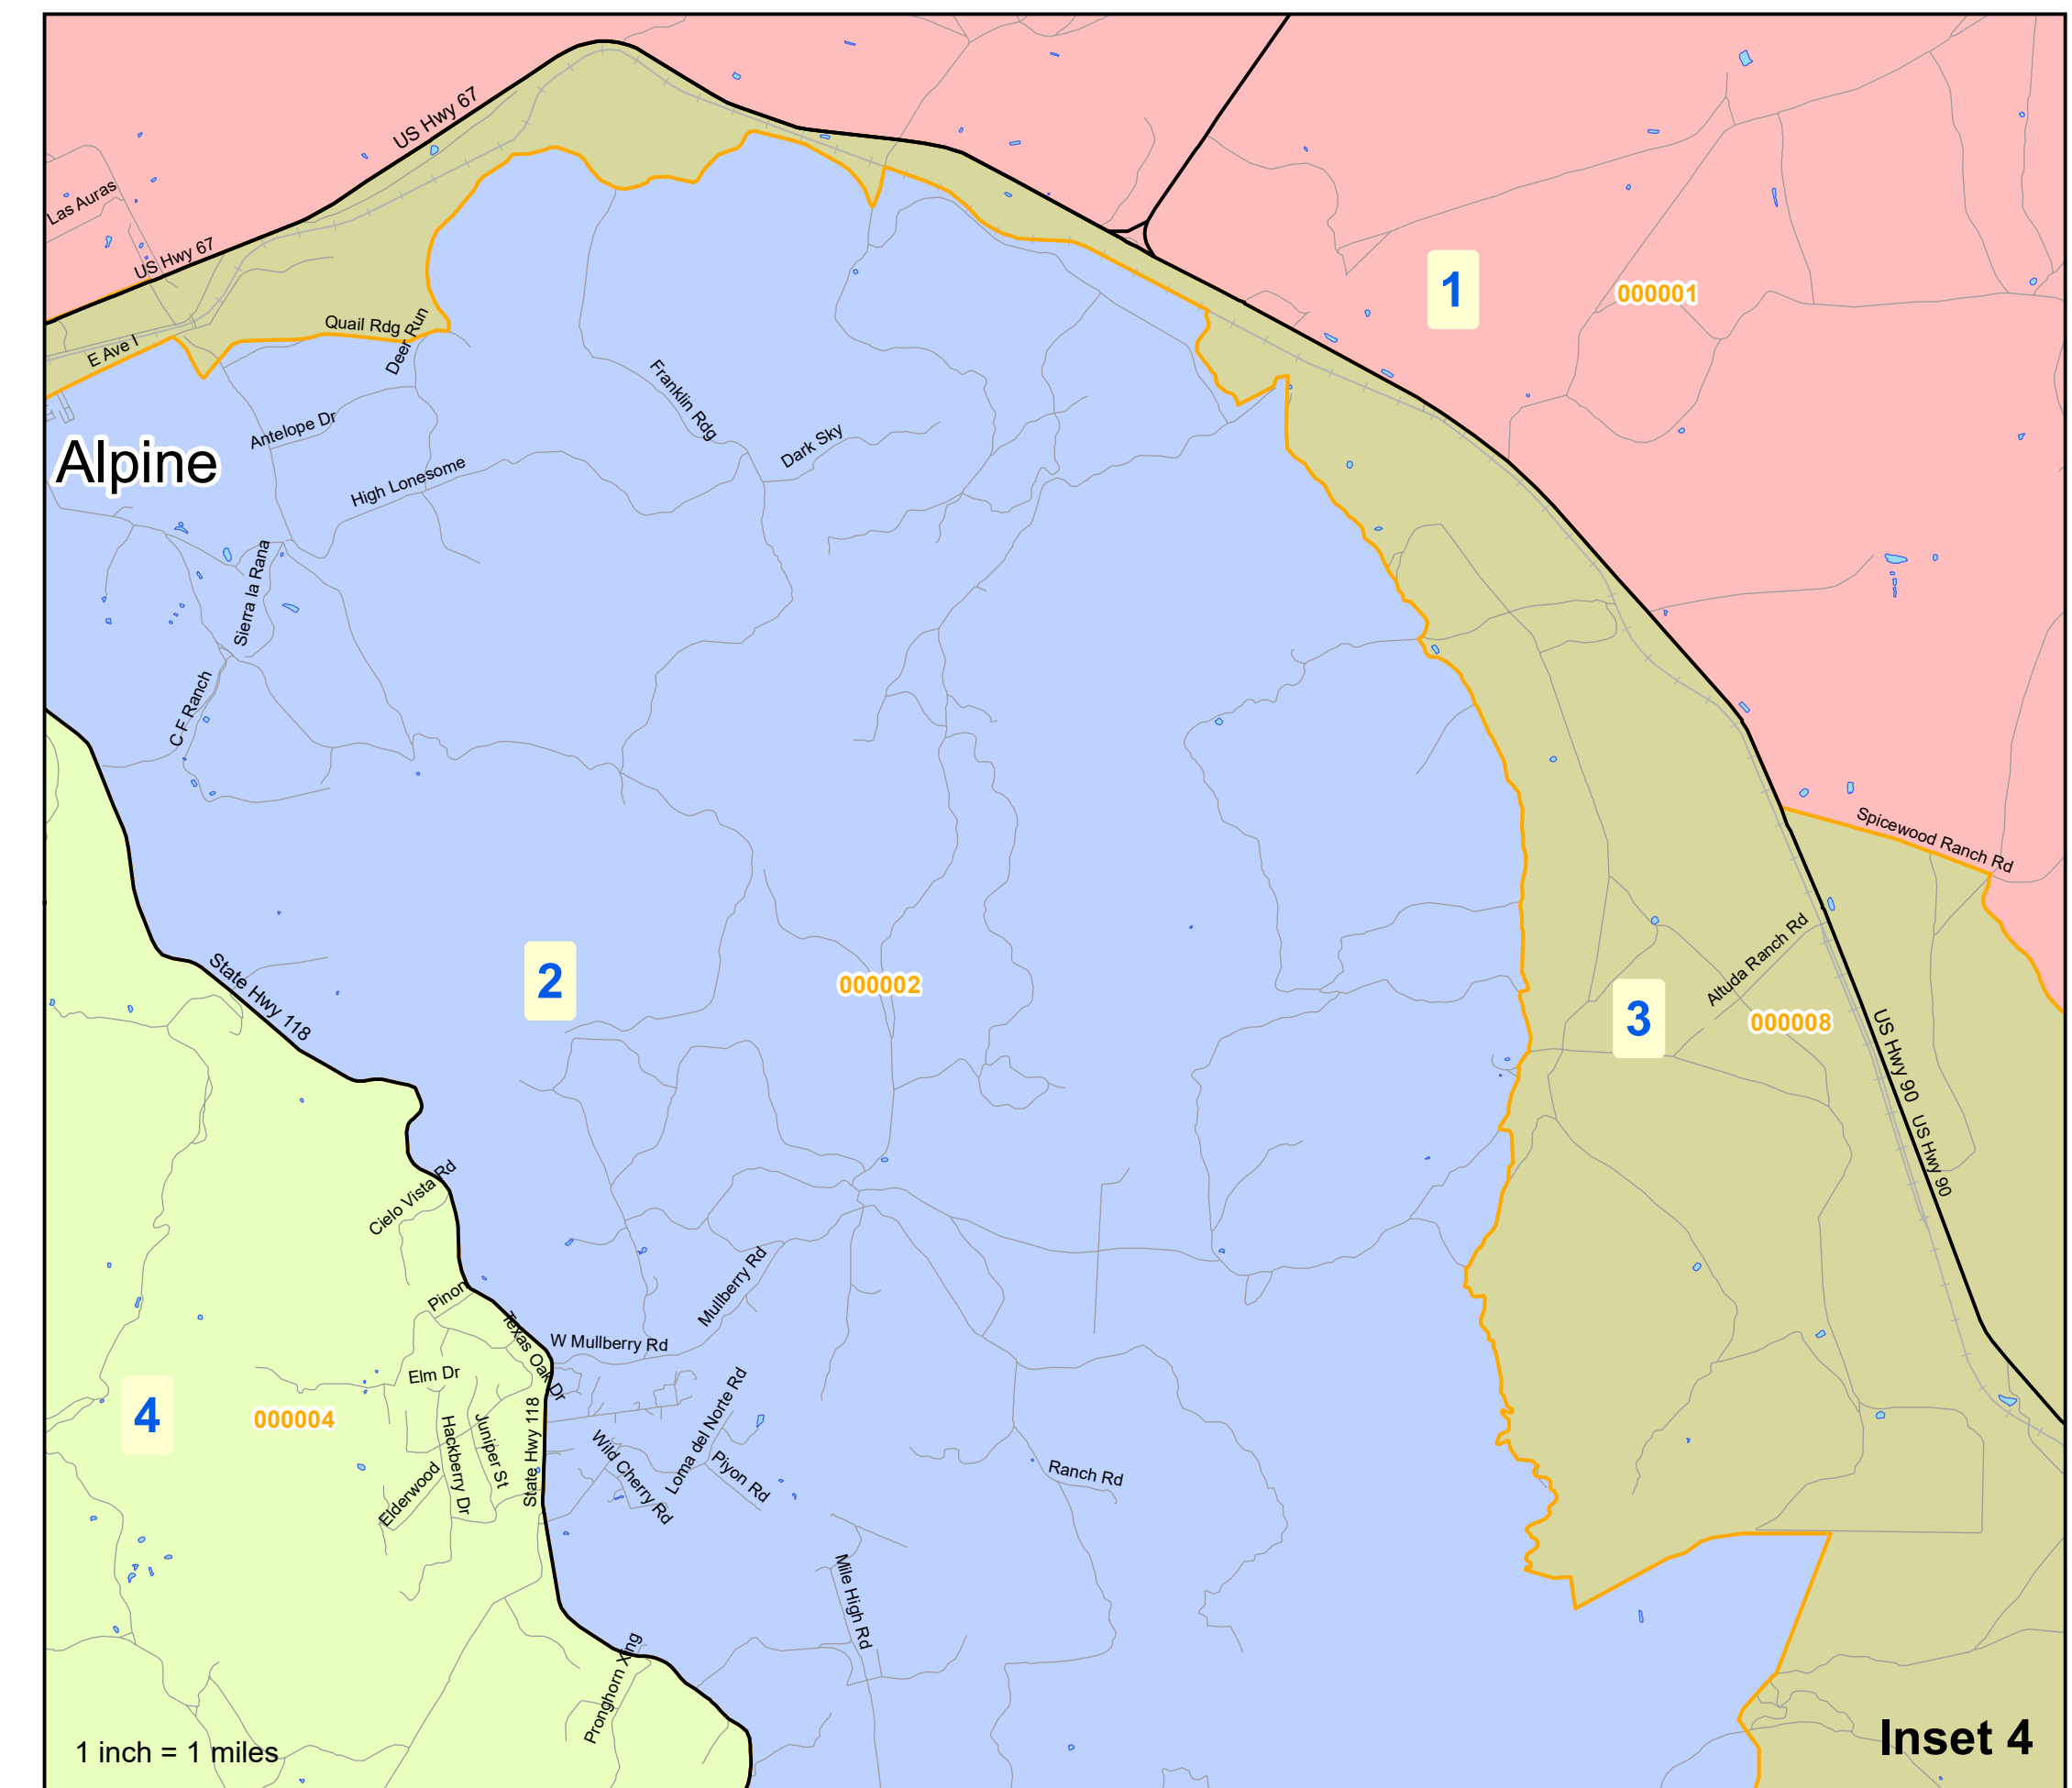 US Hwy 67
Las Auras
US Hwy 67
1
000001
Quail Rdg
Deer Run
E Ave I
Franklin Rdg
Antelope Dr
Dark Sky
Alpine
High Lonesome
Sierra la Rana
C F Ranch
Spicewood Ranch Rd
Altuda Ranch Rd
State Hwy 118
2
000002
3
000008
US Hwy 90
US Hwy 90
Cielo Vista Rd
Pinon
Mullberry Rd
Texas Oak Dr
W Mullberry Rd
Elm Dr
4
000004
Hackberry Dr
Juniper St
State Hwy 118
Loma del Norte Rd
Wild Cherry Rd
Piyon Rd
Ranch Rd
Elderwood
Mile High Rd
Pronghorn Xing
Inset 4
1 inch = 1 miles